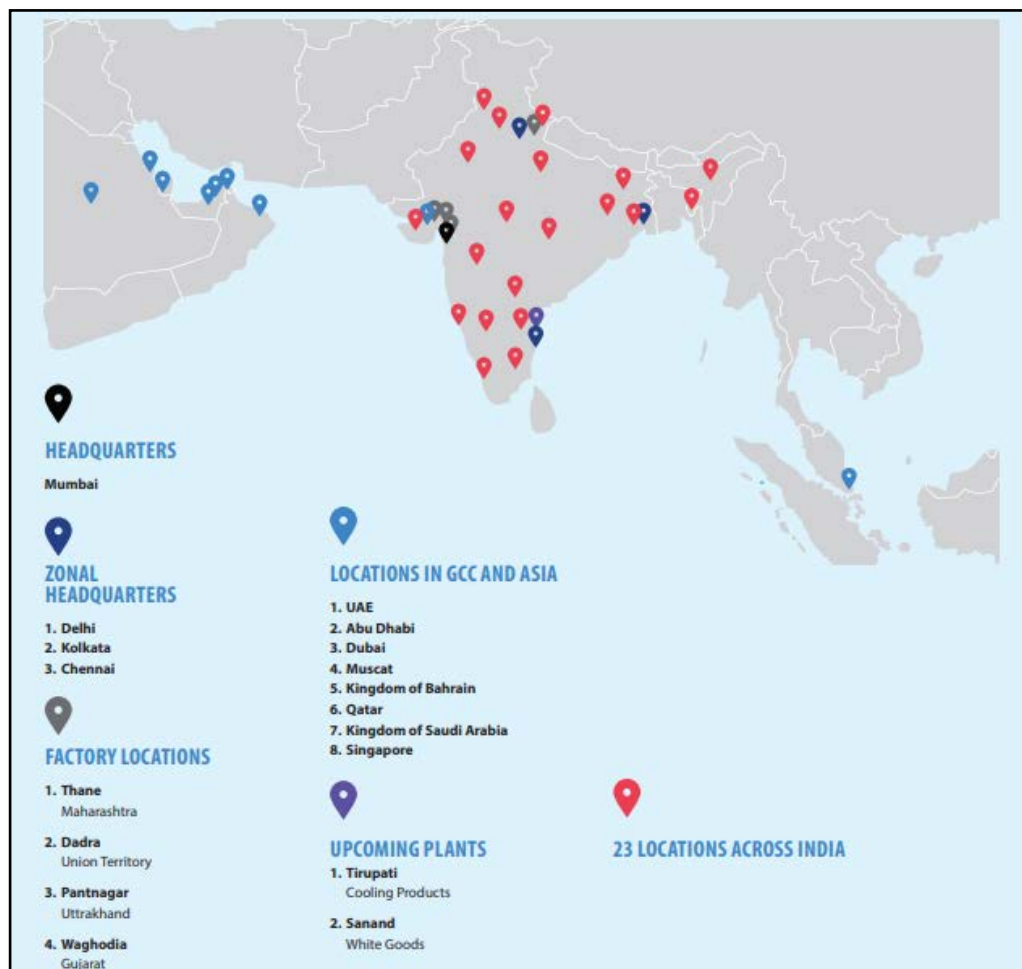 HEADQUARTERS
Mumbai
ZONAL
HEADQUARTERS
1. Delhi
2. Kolkata
3. Chennai
FACTORY LOCATIONS
1. Thane
Maharashtra
2. Dadra
Union Territory
3. Pantnagar
Uttrakhand
4. Waghodia
Gujarat
LOCATIONS IN GCC AND ASIA
1. UAE
2. Abu Dhabi
3. Dubai
4. Muscat
5. Kingdom of Bahrain
6. Qatar
7. Kingdom of Saudi Arabia
8. Singapore
UPCOMING PLANTS
1. Tirupati
Cooling Products
2. Sanand
White Goods
23 LOCATIONS ACROSS INDIA